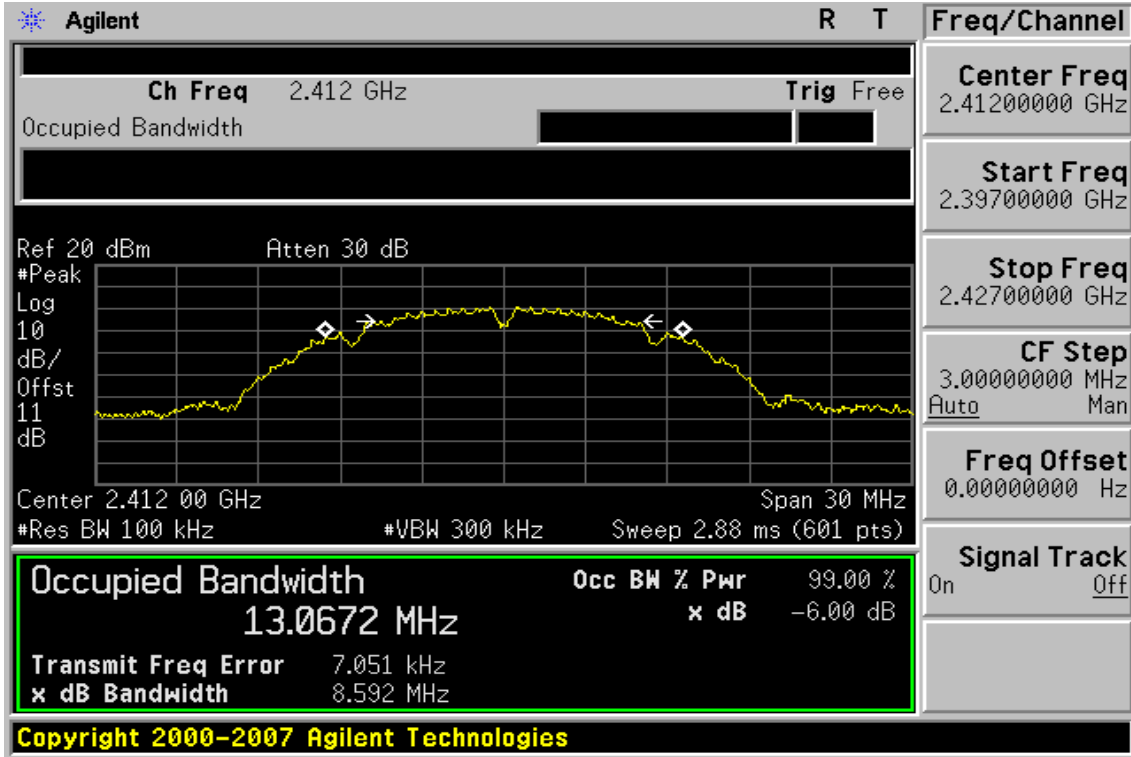 Agilent R T
Ch Freq 2.412 GHz Trig Free
Occupied Bandwidth
Ref 20 dBm Atten 30 dB
#Peak
Log
10
dB/
Offst
11
dB
Center 2.412 00 GHz Span 30 MHz
#Res BW 100 kHz #VBW 300 kHz Sweep 2.88 ms (601 pts)
Occupied Bandwidth
13.0672 MHz
Occ BW % Pwr 99.00 %
x dB -6.00 dB
Transmit Freq Error 7.051 kHz
x dB Bandwidth 8.592 MHz
Copyright 2000-2007 Agilent Technologies
Freq/Channel
Center Freq
2.41200000 GHz
Start Freq
2.39700000 GHz
Stop Freq
2.42700000 GHz
CF Step
3.00000000 MHz
Auto Man
Freq Offset
0.00000000 Hz
Signal Track
On Off